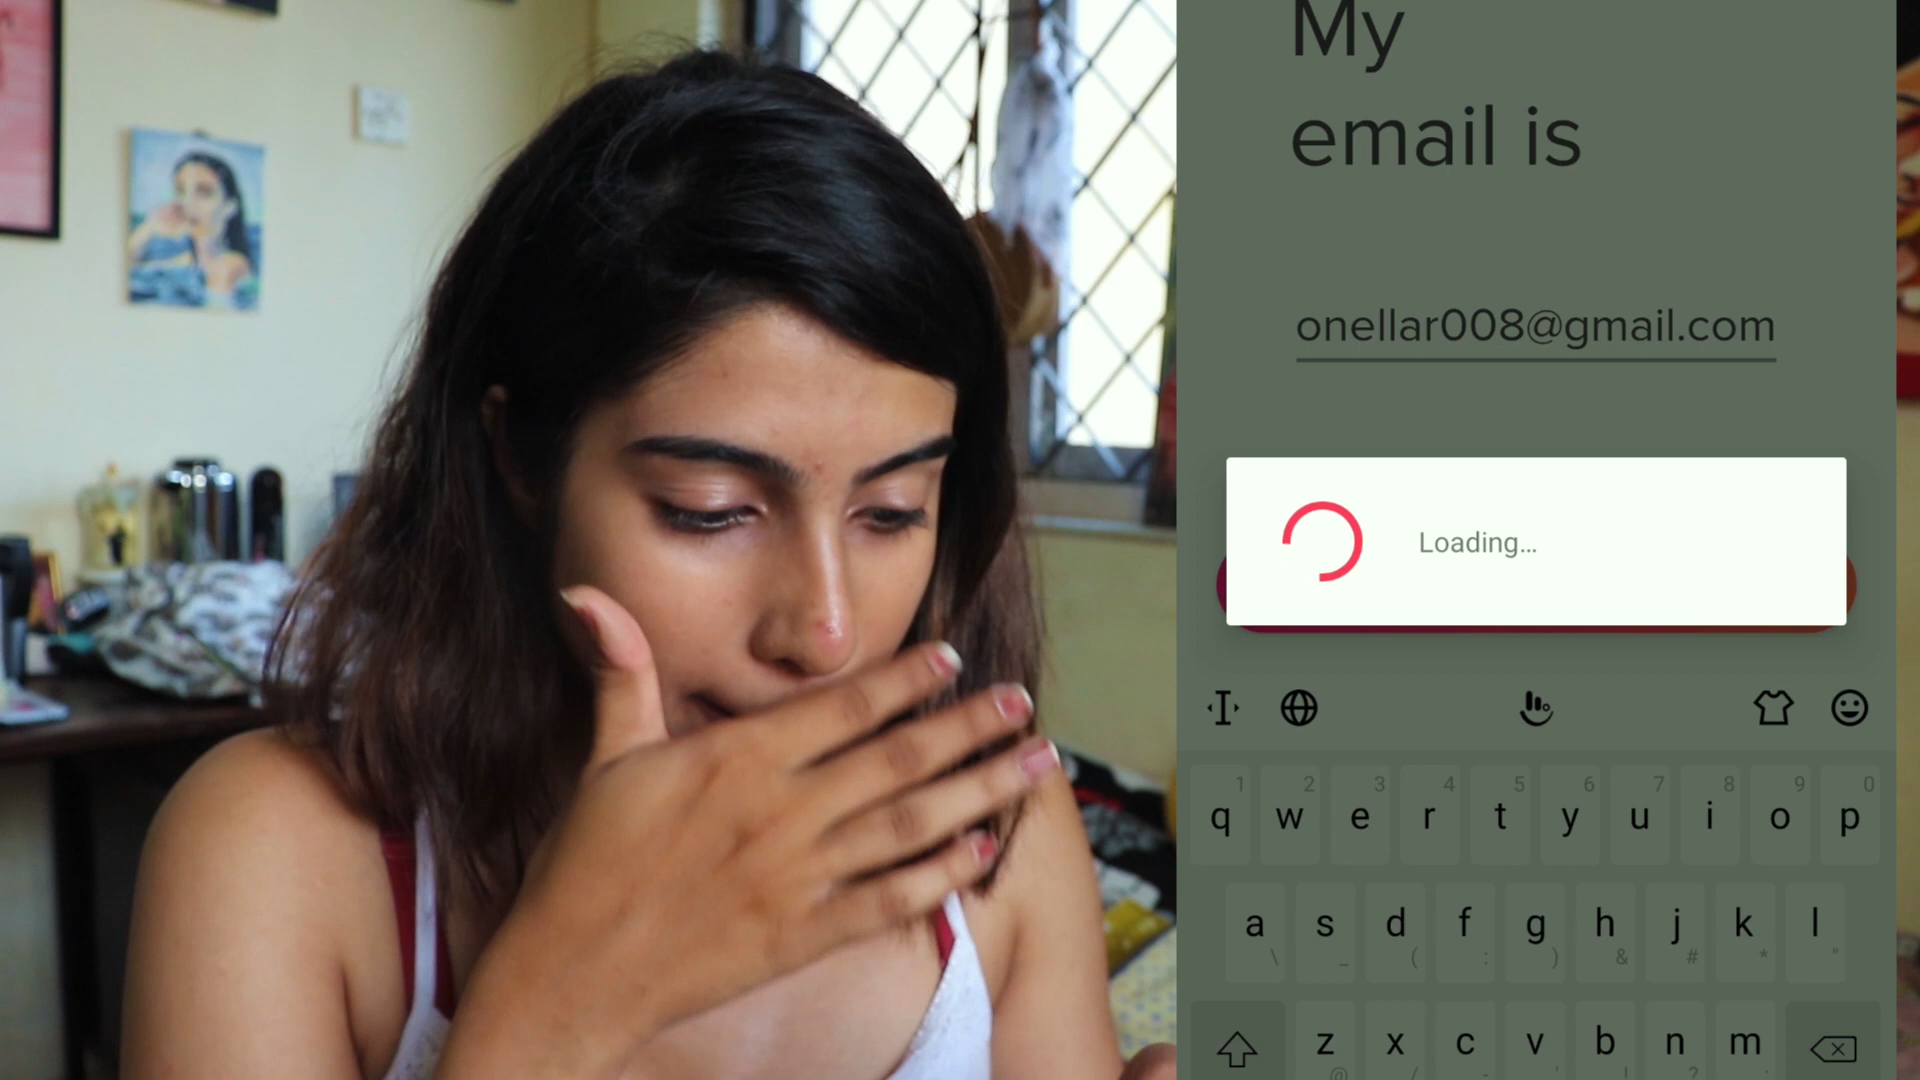 My
email is
onellar008@gmail.com
Loading...
1 2 3 4 5 6 7 8 9 0
q w e r t y u i o p
a s d f g h j k l
\ _ ( : ) & # * "
z x c v b n m
@ / - ' ! ?